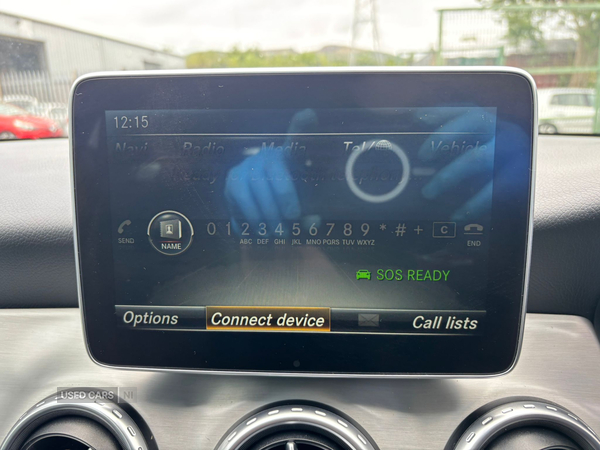 12:15
Navi Radio Media Tel/ Vehicle
0 1 2 3 4 5 6 7 8 9 * # + C
SEND NAME ABC DEF GHI JKL MNO PQRS TUV WXYZ END
SOS READY
Options Connect device Call lists
USED CARS NI